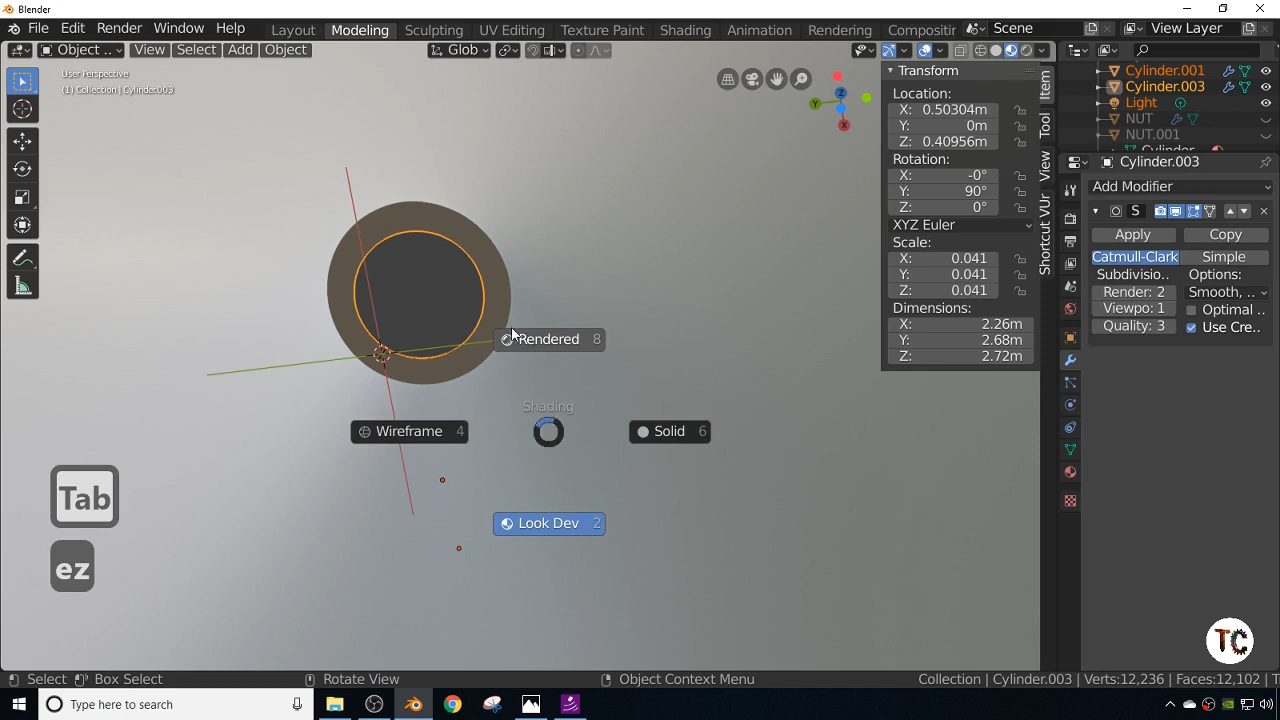 Blender
File Edit Render Window Help
Layout Modeling Sculpting UV Editing Texture Paint Shading Animation Rendering Compositir
Scene
View Layer
Object ..
View Select Add Object
Glob
User Perspective
(1) Collection | Cylinder.003
Z
Y
X
Transform
Location:
X: 0.50304m
Y: 0m
Z: 0.40956m
Rotation:
X: -0°
Y: 90°
Z: 0°
XYZ Euler
Scale:
X: 0.041
Y: 0.041
Z: 0.041
Dimensions:
X: 2.26m
Y: 2.68m
Z: 2.72m
Item
Tool
View
Shortcut VUr
Cylinder.001
Cylinder.003
Light
NUT
NUT.001
Cylinder
Cylinder.003
Add Modifier
S
Apply Copy
Catmull-Clark Simple
Subdivisio.. Options:
Render: 2 Smooth, ..
Viewpo: 1 Optimal ..
Quality: 3 Use Cre..
Rendered 8
Shading
Wireframe 4
Solid 6
Look Dev 2
Tab
ez
TC
Select Box Select Rotate View Object Context Menu
Collection | Cylinder.003 | Verts:12,236 | Faces:12,102 | T
Type here to search